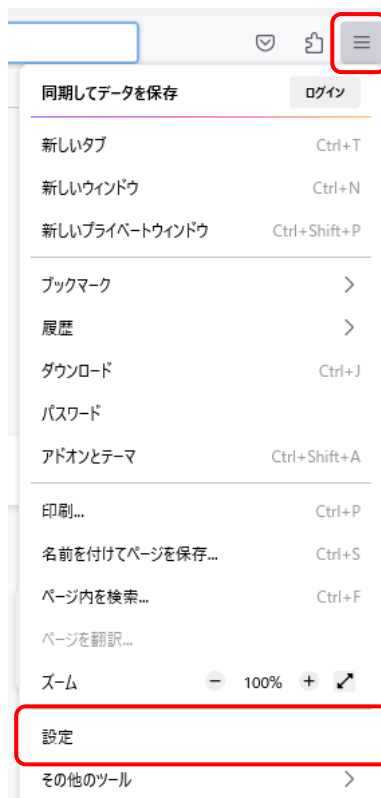 同期してデータを保存 ログイン
新しいタブ Ctrl+T
新しいウィンドウ Ctrl+N
新しいプライベートウィンドウ Ctrl+Shift+P
ブックマーク
履歴
ダウンロード Ctrl+J
パスワード
アドオンとテーマ Ctrl+Shift+A
印刷... Ctrl+P
名前を付けてページを保存... Ctrl+S
ページ内を検索... Ctrl+F
ページを翻訳...
ズーム − 100% +
設定
その他のツール